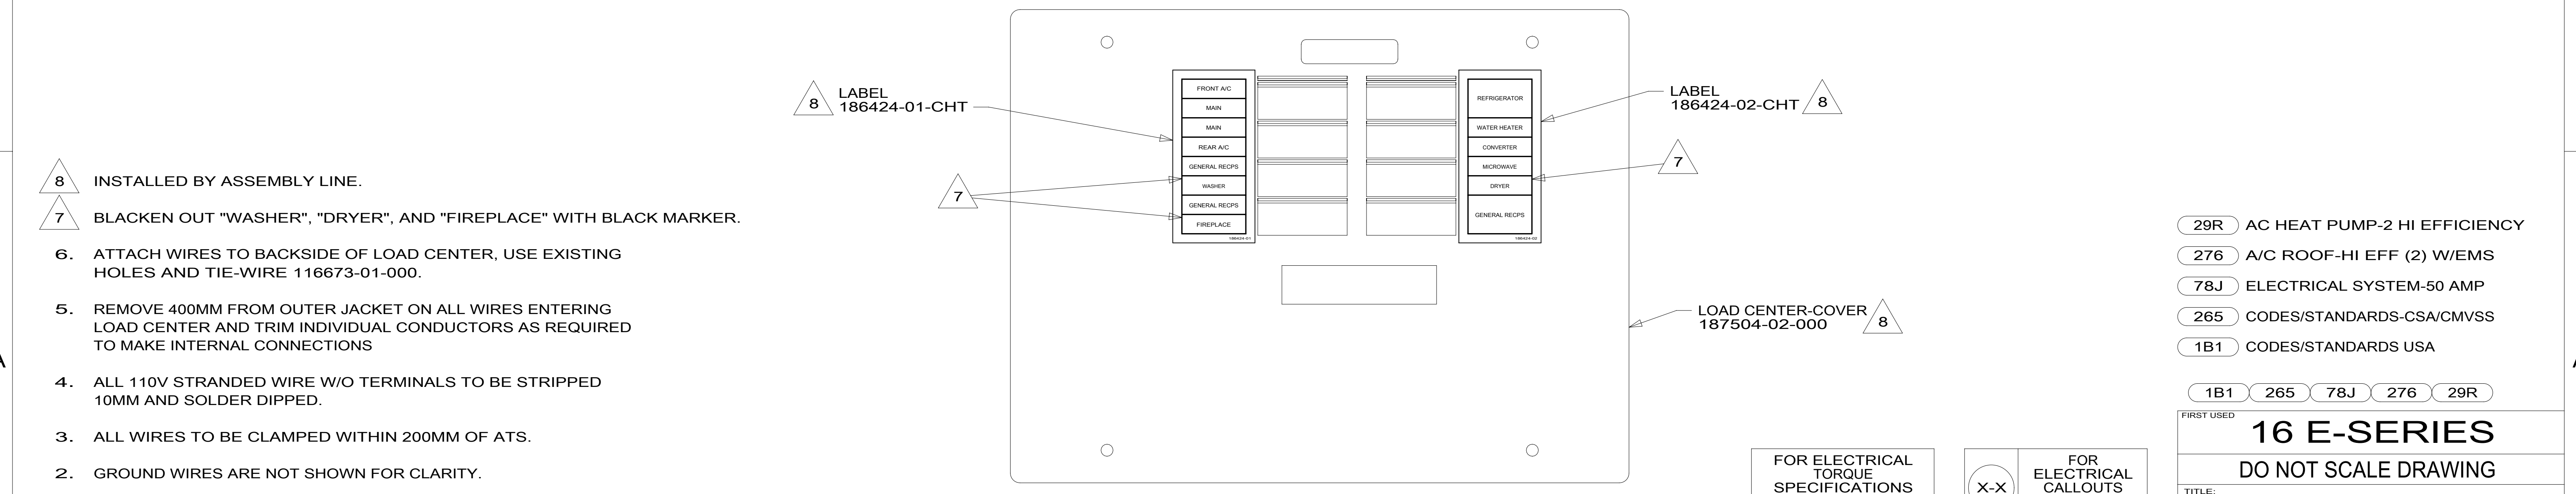 8 INSTALLED BY ASSEMBLY LINE.
7 BLACKEN OUT "WASHER", "DRYER", AND "FIREPLACE" WITH BLACK MARKER.
6. ATTACH WIRES TO BACKSIDE OF LOAD CENTER, USE EXISTING
HOLES AND TIE-WIRE 116673-01-000.
5. REMOVE 400MM FROM OUTER JACKET ON ALL WIRES ENTERING
LOAD CENTER AND TRIM INDIVIDUAL CONDUCTORS AS REQUIRED
TO MAKE INTERNAL CONNECTIONS
4. ALL 110V STRANDED WIRE W/O TERMINALS TO BE STRIPPED
10MM AND SOLDER DIPPED.
3. ALL WIRES TO BE CLAMPED WITHIN 200MM OF ATS.
2. GROUND WIRES ARE NOT SHOWN FOR CLARITY.
8 LABEL
186424-01-CHT
7
FRONT A/C
MAIN
MAIN
REAR A/C
GENERAL RECPS
WASHER
GENERAL RECPS
FIREPLACE
186424-01
REFRIGERATOR
WATER HEATER
CONVERTER
MICROWAVE
DRYER
GENERAL RECPS
186424-02
LABEL
186424-02-CHT 8
7
LOAD CENTER-COVER
187504-02-000 8
FOR ELECTRICAL
TORQUE
SPECIFICATIONS
X-X
FOR
ELECTRICAL
CALLOUTS
29R AC HEAT PUMP-2 HI EFFICIENCY
276 A/C ROOF-HI EFF (2) W/EMS
78J ELECTRICAL SYSTEM-50 AMP
265 CODES/STANDARDS-CSA/CMVSS
1B1 CODES/STANDARDS USA
1B1 265 78J 276 29R
FIRST USED
16 E-SERIES
DO NOT SCALE DRAWING
TITLE: